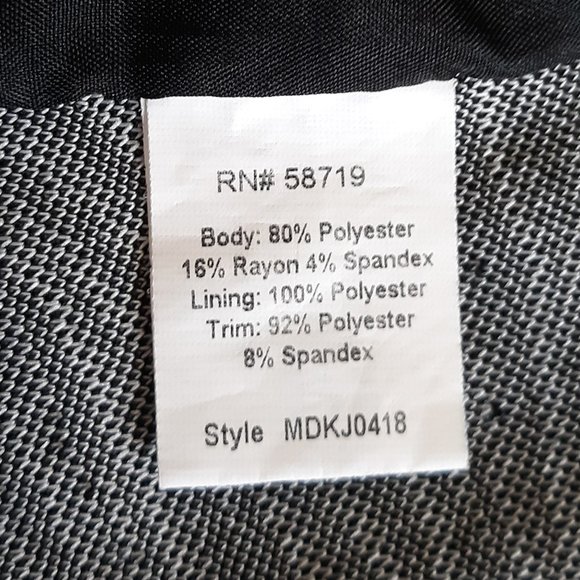 RN# 58719
Body: 80% Polyester
16% Rayon 4% Spandex
Lining: 100% Polyester
Trim: 92% Polyester
8% Spandex
Style MDKJ0418